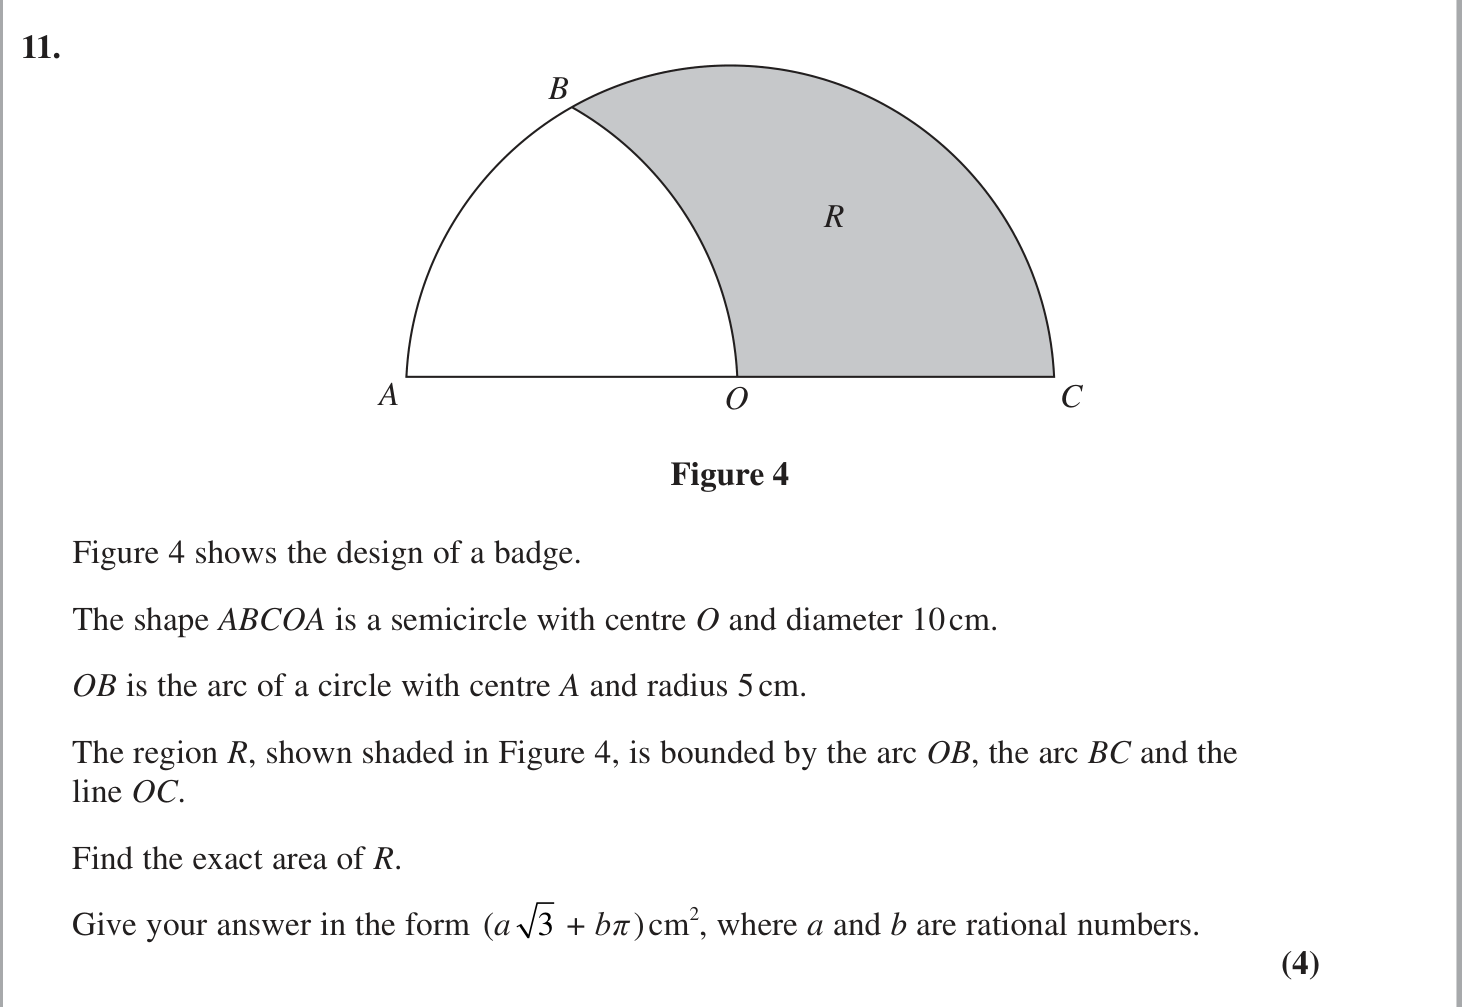 11.
B
R
A
O
C
Figure 4
Figure 4 shows the design of a badge.
The shape ABCOA is a semicircle with centre O and diameter 10 cm.
OB is the arc of a circle with centre A and radius 5 cm.
The region R, shown shaded in Figure 4, is bounded by the arc OB, the arc BC and the
line OC.
Find the exact area of R.
Give your answer in the form (a√3 + bπ) cm², where a and b are rational numbers.
(4)